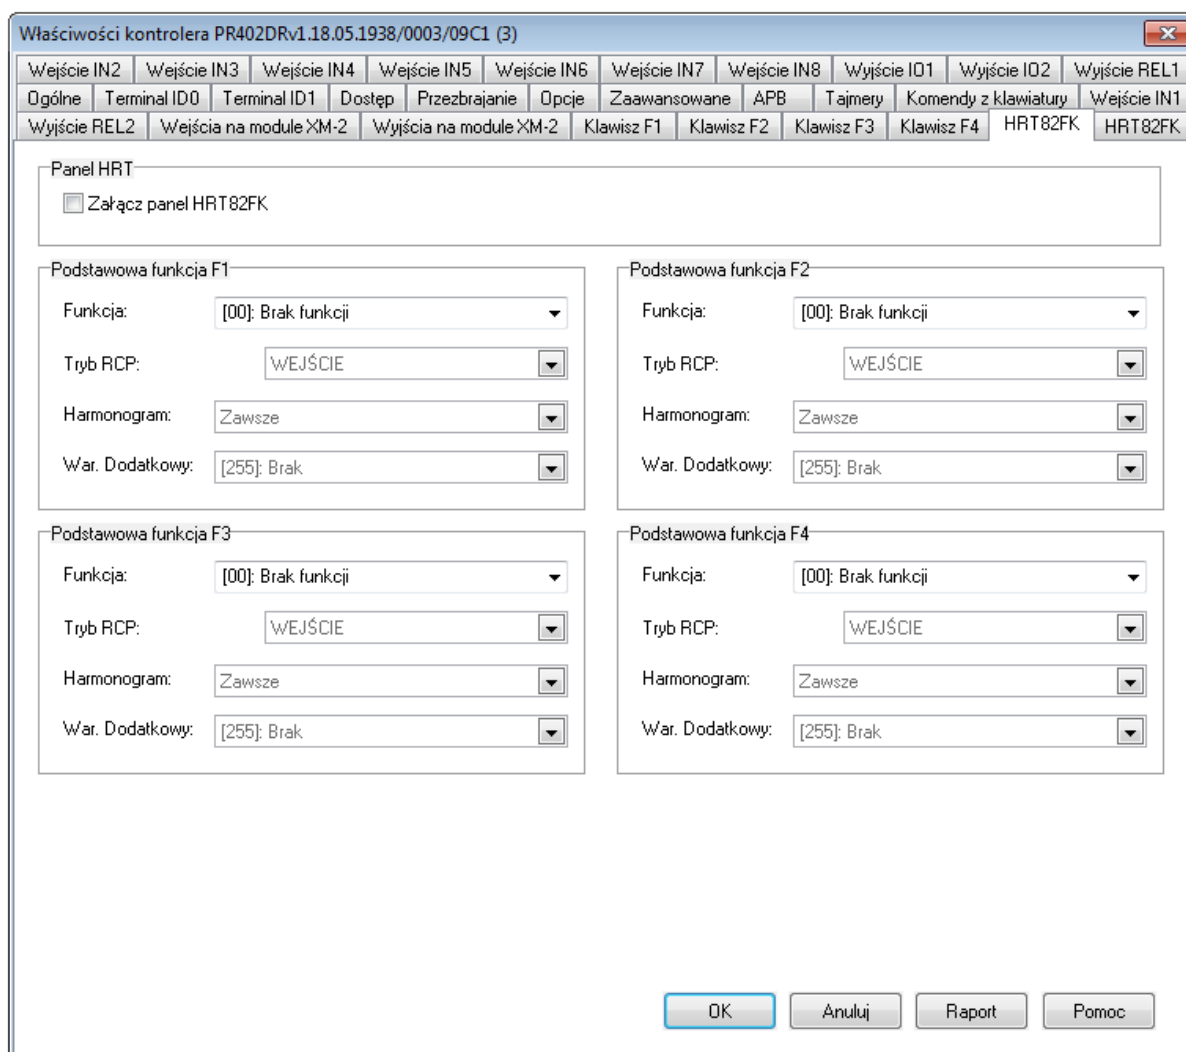 Właściwości kontrolera PR402DRv1.18.05.1938/0003/09C1 (3)
Wejście IN2 Wejście IN3 Wejście IN4 Wejście IN5 Wejście IN6 Wejście IN7 Wejście IN8 Wyjście IO1 Wyjście IO2 Wyjście REL1
Ogólne Terminal ID0 Terminal ID1 Dostęp Przezbrajanie Opcje Zaawansowane APB Tajmery Komendy z klawiatury Wejście IN1
Wyjście REL2 Wejścia na module XM-2 Wyjścia na module XM-2 Klawisz F1 Klawisz F2 Klawisz F3 Klawisz F4 HRT82FK HRT82FK
Panel HRT
Załącz panel HRT82FK
Podstawowa funkcja F1
Funkcja: [00]: Brak funkcji
Tryb RCP: WEJŚCIE
Harmonogram: Zawsze
War. Dodatkowy: [255]: Brak
Podstawowa funkcja F2
Funkcja: [00]: Brak funkcji
Tryb RCP: WEJŚCIE
Harmonogram: Zawsze
War. Dodatkowy: [255]: Brak
Podstawowa funkcja F3
Funkcja: [00]: Brak funkcji
Tryb RCP: WEJŚCIE
Harmonogram: Zawsze
War. Dodatkowy: [255]: Brak
Podstawowa funkcja F4
Funkcja: [00]: Brak funkcji
Tryb RCP: WEJŚCIE
Harmonogram: Zawsze
War. Dodatkowy: [255]: Brak
OK Anuluj Raport Pomoc